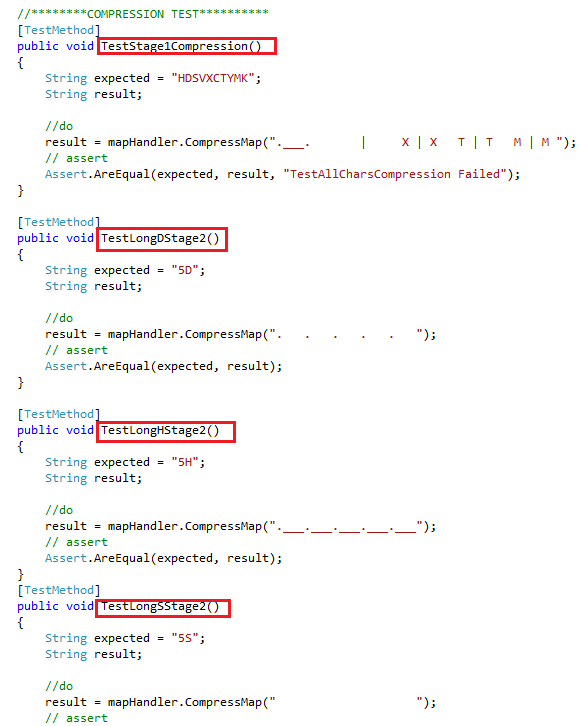 //********COMPRESSION TEST**********
[TestMethod]
public void TestStage1Compression()
{
    String expected = "HDSVXCTYMK";
    String result;

    //do
    result = mapHandler.CompressMap(".___.       |     X | X   T | T   M | M ");
    // assert
    Assert.AreEqual(expected, result, "TestAllCharsCompression Failed");
}

[TestMethod]
public void TestLongDStage2()
{
    String expected = "5D";
    String result;

    //do
    result = mapHandler.CompressMap(".   .   .   .   .   ");
    // assert
    Assert.AreEqual(expected, result);
}

[TestMethod]
public void TestLongHStage2()
{
    String expected = "5H";
    String result;

    //do
    result = mapHandler.CompressMap(".___.___.___.___.___");
    // assert
    Assert.AreEqual(expected, result);
}
[TestMethod]
public void TestLongSStage2()
{
    String expected = "5S";
    String result;

    //do
    result = mapHandler.CompressMap("                    ");
    // assert